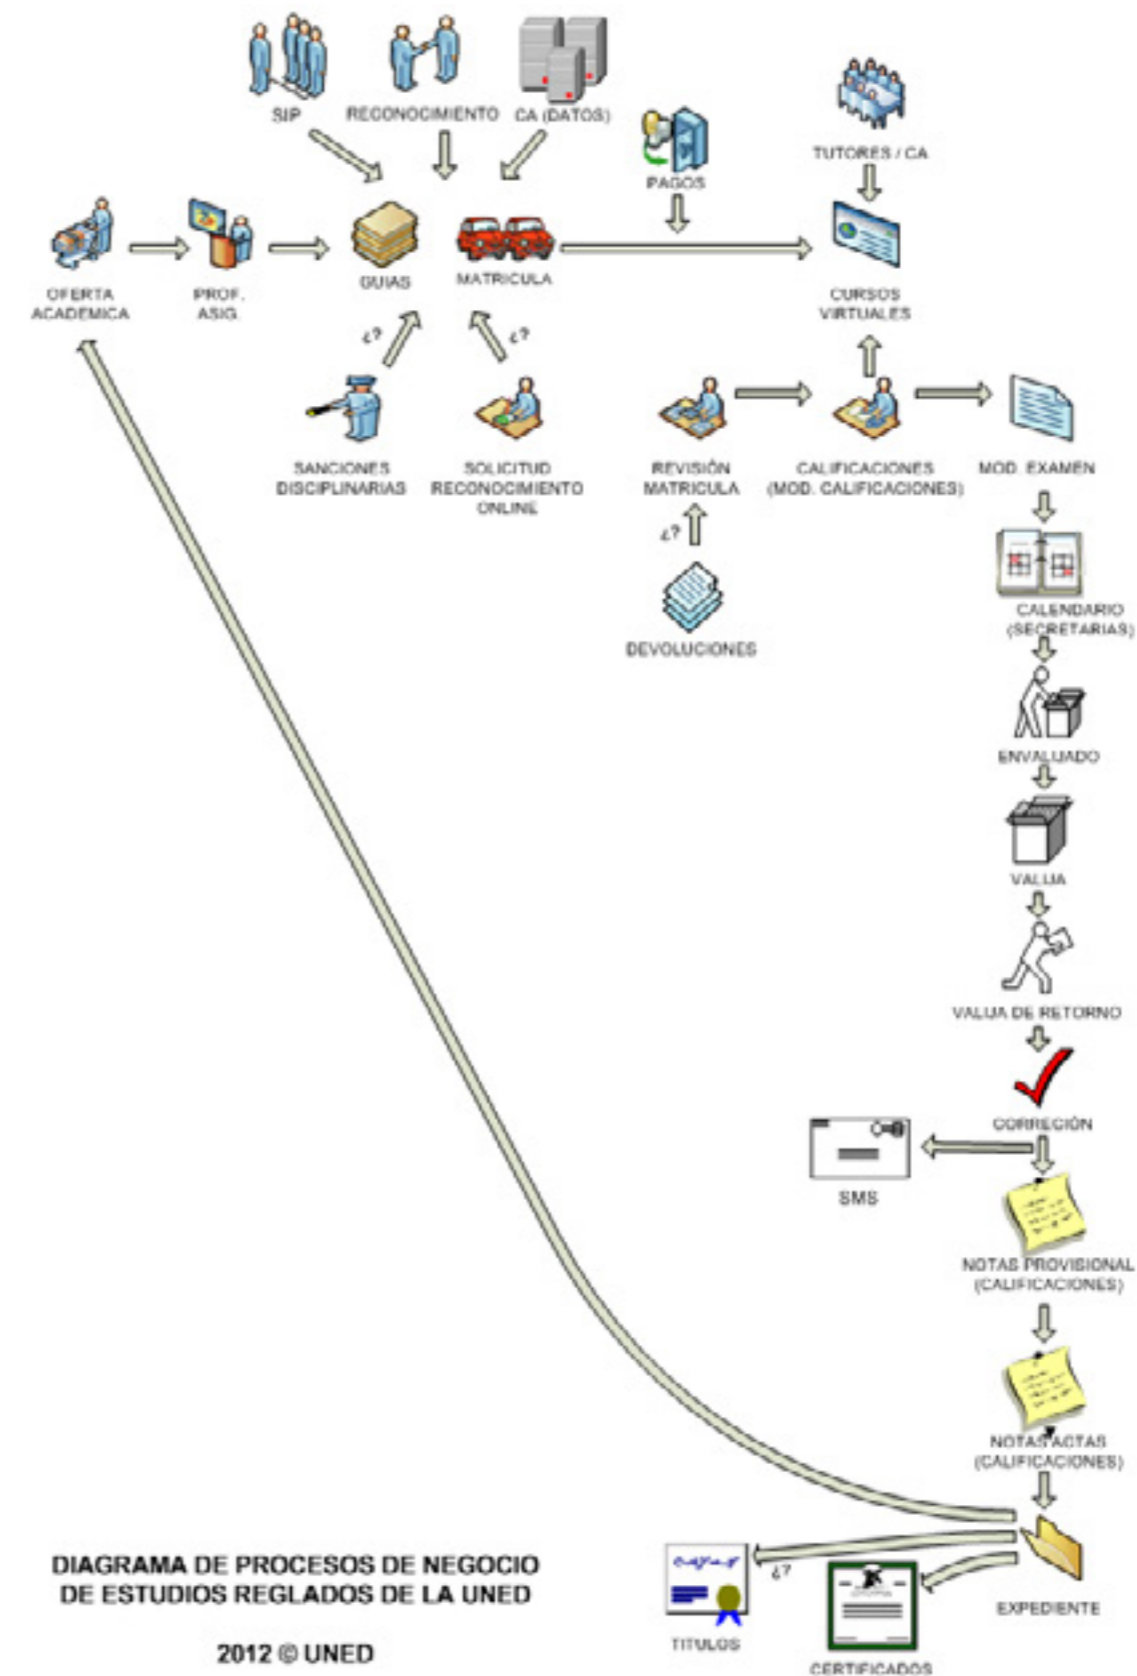 SIP
RECONOCIMIENTO
CA (DATOS)
PAGOS
TUTORES / CA
OFERTA
ACADEMICA
PROF.
ASIG.
GUIAS
MATRICULA
CURSOS
VIRTUALES
¿?
¿?
SANCIONES
DISCIPLINARIAS
SOLICITUD
RECONOCIMIENTO
ONLINE
REVISIÓN
MATRICULA
CALIFICACIONES
(MOD. CALIFICACIONES)
MOD. EXAMEN
¿?
DEVOLUCIONES
CALENDARIO
(SECRETARIAS)
ENVALIJADO
VALIJA
VALIJA DE RETORNO
CORRECIÓN
SMS
NOTAS PROVISIONAL
(CALIFICACIONES)
NOTAS ACTAS
(CALIFICACIONES)
EXPEDIENTE
¿?
TITULOS
CERTIFICADOS
DIAGRAMA DE PROCESOS DE NEGOCIO
DE ESTUDIOS REGLADOS DE LA UNED
2012 © UNED